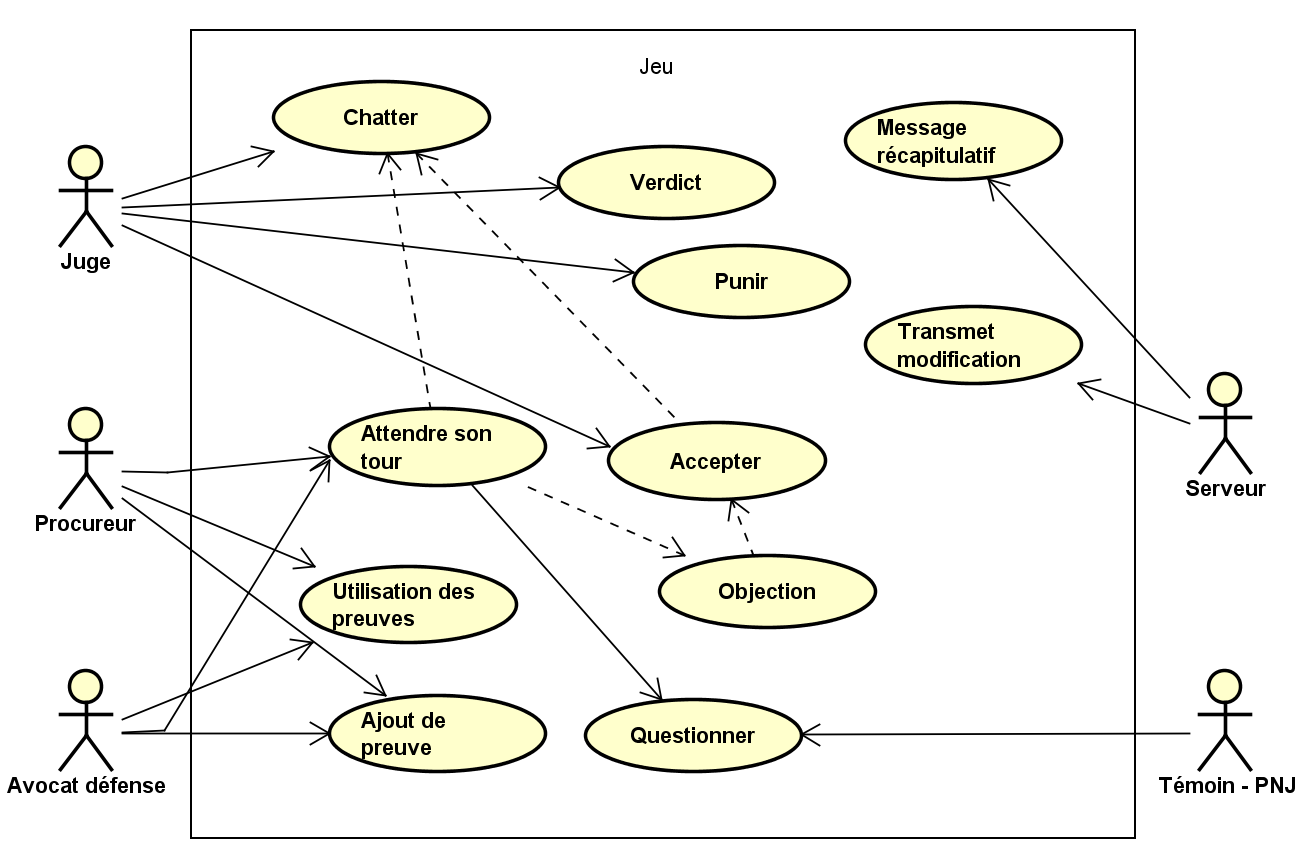 Jeu
Chatter
Message
récapitulatif
Verdict
Juge
Punir
Transmet
modification
Attendre son
tour
Accepter
Serveur
Procureur
Utilisation des
preuves
Objection
Ajout de
preuve
Questionner
Avocat défense
Témoin - PNJ